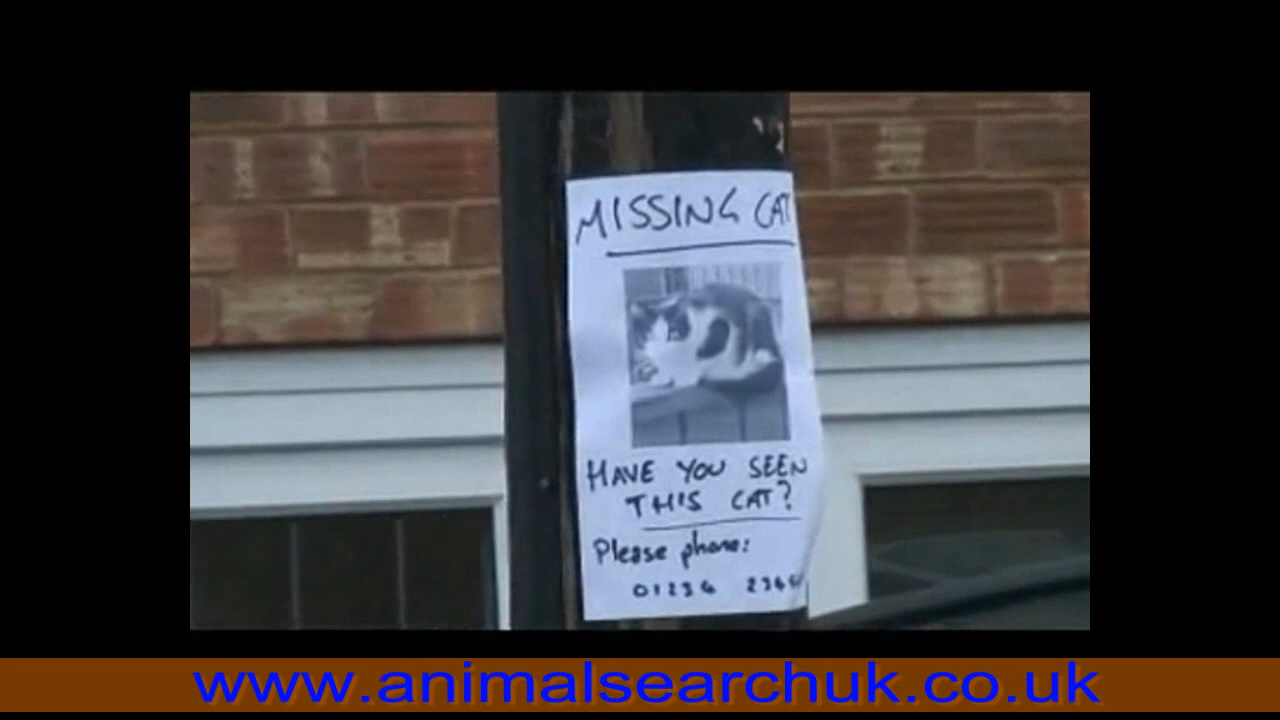 MISSING CAT
HAVE YOU SEEN
THIS CAT?
Please phone:
01234
www.animalsearchuk.co.uk